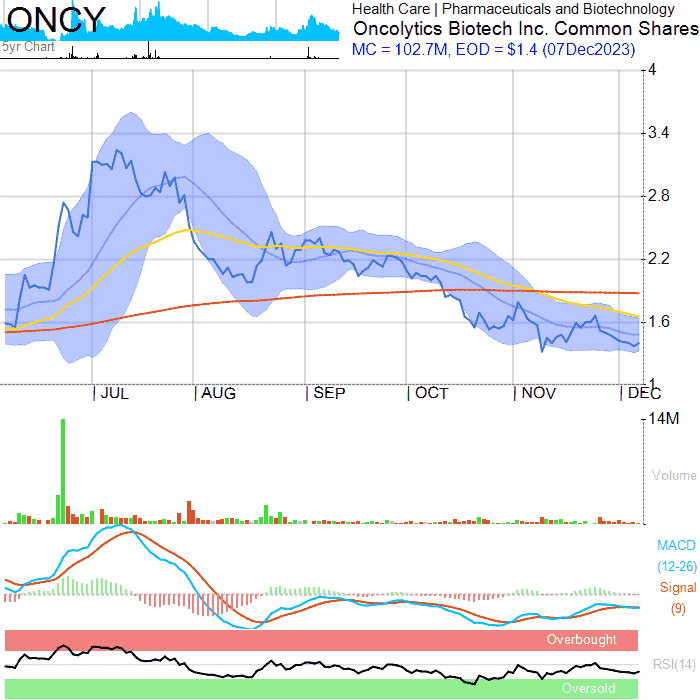 ONCY
5yr Chart
Health Care | Pharmaceuticals and Biotechnology
Oncolytics Biotech Inc. Common Shares
MC = 102.7M, EOD = $1.4 (07Dec2023)
4
3.4
2.8
2.2
1.6
1
JUL AUG SEP OCT NOV DEC
14M
Volume
MACD
(12-26)
Signal
(9)
Overbought
RSI(14)
Oversold